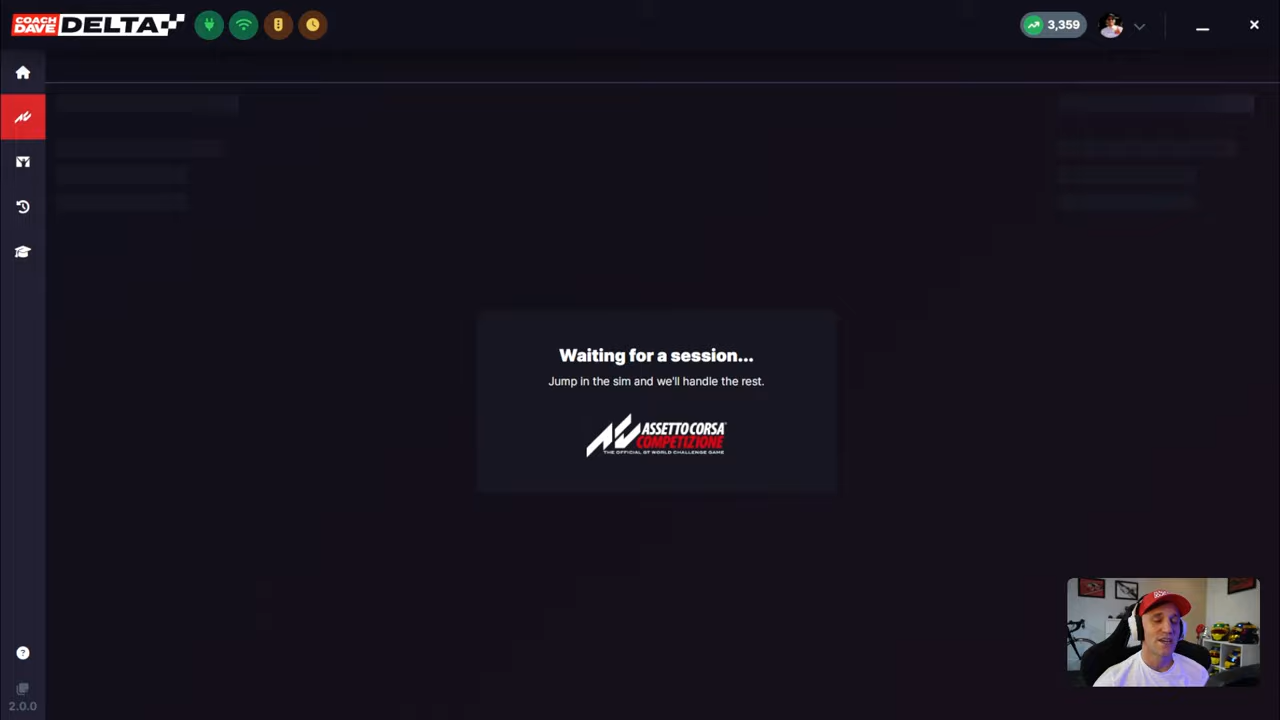 COACH DAVE DELTA
3,359
Waiting for a session...
Jump in the sim and we'll handle the rest.
ASSETTO CORSA
COMPETIZIONE
THE OFFICIAL GT WORLD CHALLENGE GAME
?
2.0.0